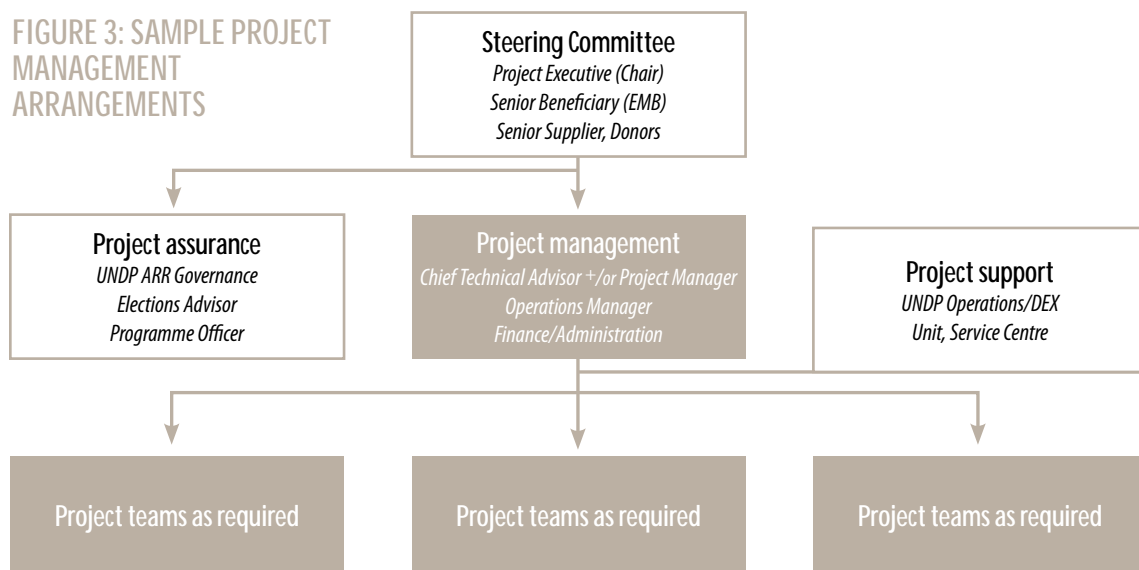 FIGURE 3: SAMPLE PROJECT
MANAGEMENT
ARRANGEMENTS
Steering Committee
Project Executive (Chair)
Senior Beneficiary (EMB)
Senior Supplier, Donors
Project assurance
UNDP ARR Governance
Elections Advisor
Programme Officer
Project management
Chief Technical Advisor +/or Project Manager
Operations Manager
Finance/Administration
Project support
UNDP Operations/DEX
Unit, Service Centre
Project teams as required
Project teams as required
Project teams as required